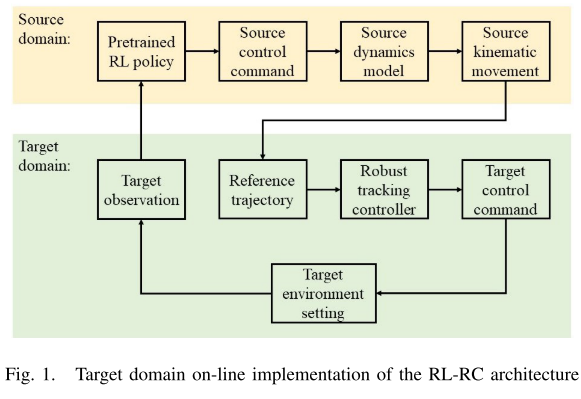 Source
domain:
Pretrained
RL policy
Source
control
command
Source
dynamics
model
Source
kinematic
movement
Target
domain:
Target
observation
Reference
trajectory
Robust
tracking
controller
Target
control
command
Target
environment
setting
Fig. 1. Target domain on-line implementation of the RL-RC architecture